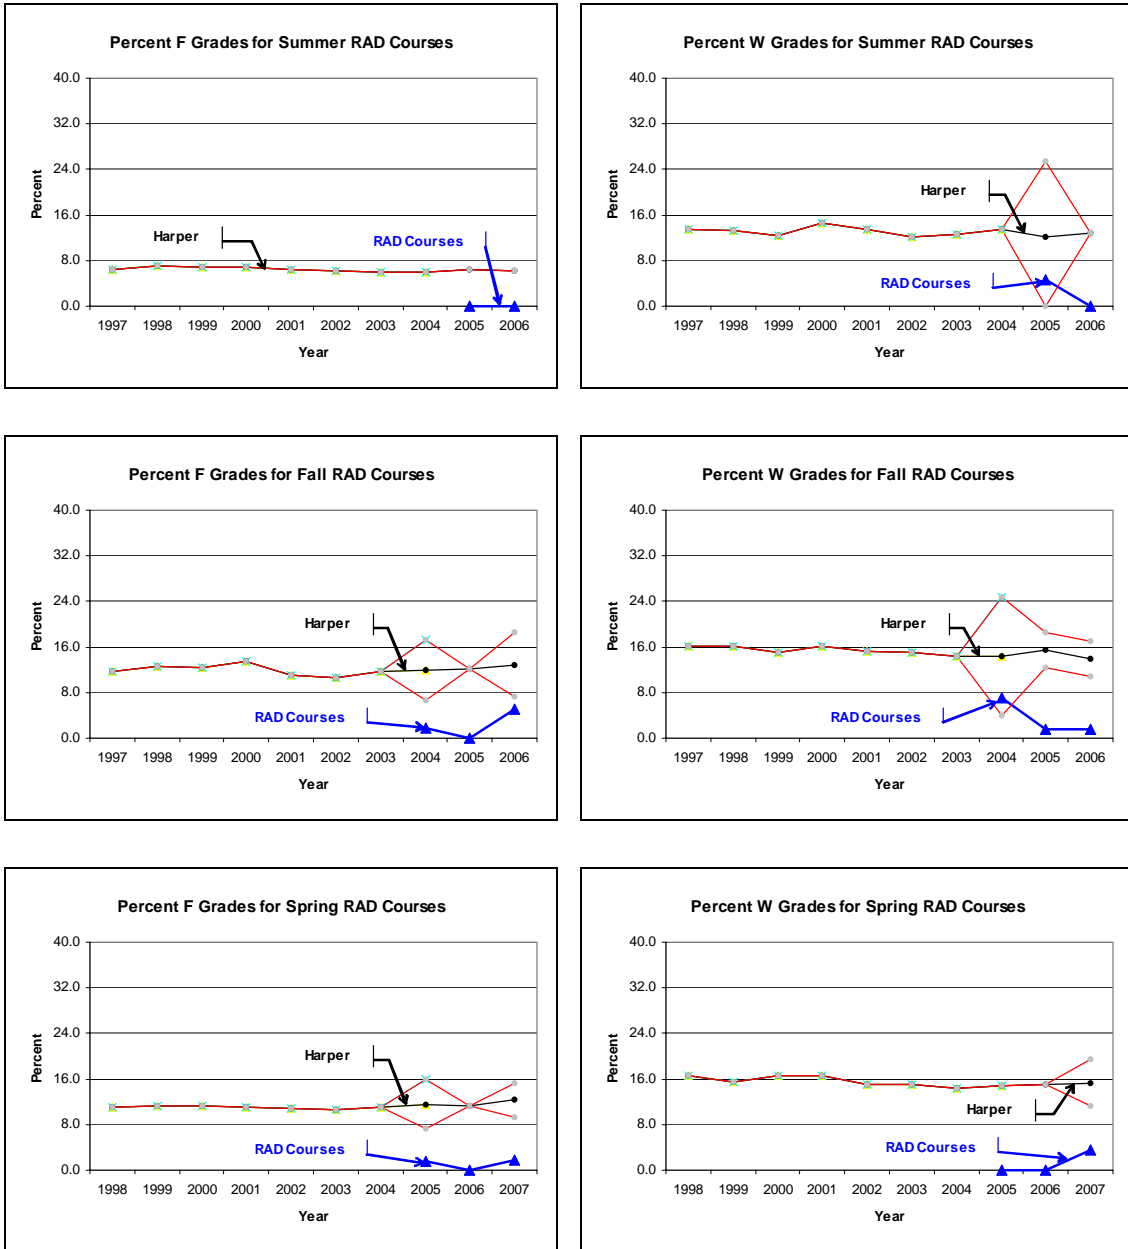 Percent F Grades for Summer RAD Courses
40.0
32.0
24.0
16.0
8.0
0.0
Percent
Harper
RAD Courses
1997 1998 1999 2000 2001 2002 2003 2004 2005 2006
Year
Percent W Grades for Summer RAD Courses
40.0
32.0
24.0
16.0
8.0
0.0
Percent
Harper
RAD Courses
1997 1998 1999 2000 2001 2002 2003 2004 2005 2006
Year
Percent F Grades for Fall RAD Courses
40.0
32.0
24.0
16.0
8.0
0.0
Percent
Harper
RAD Courses
1997 1998 1999 2000 2001 2002 2003 2004 2005 2006
Year
Percent W Grades for Fall RAD Courses
40.0
32.0
24.0
16.0
8.0
0.0
Percent
Harper
RAD Courses
1997 1998 1999 2000 2001 2002 2003 2004 2005 2006
Year
Percent F Grades for Spring RAD Courses
40.0
32.0
24.0
16.0
8.0
0.0
Percent
Harper
RAD Courses
1998 1999 2000 2001 2002 2003 2004 2005 2006 2007
Year
Percent W Grades for Spring RAD Courses
40.0
32.0
24.0
16.0
8.0
0.0
Percent
Harper
RAD Courses
1998 1999 2000 2001 2002 2003 2004 2005 2006 2007
Year